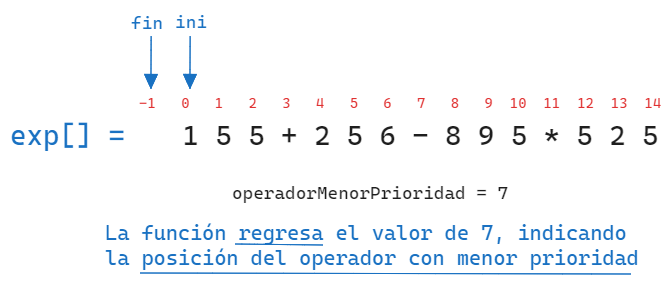 fin ini
-1 0 1 2 3 4 5 6 7 8 9 10 11 12 13 14
exp[] = 1 5 5 + 2 5 6 - 8 9 5 * 5 2 5
operadorMenorPrioridad = 7
La función regresa el valor de 7, indicando
la posición del operador con menor prioridad